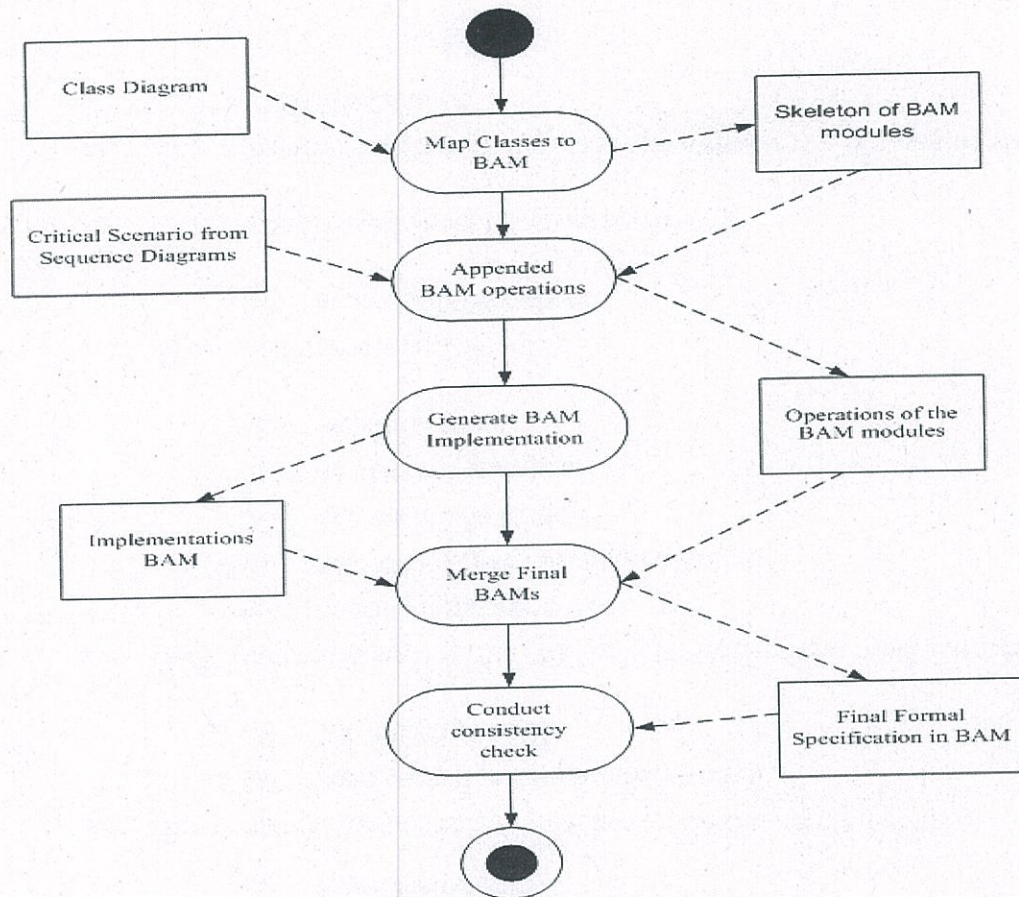 Class Diagram
Map Classes to
BAM
Skeleton of BAM
modules
Critical Scenario from
Sequence Diagrams
Appended
BAM operations
Generate BAM
Implementation
Operations of the
BAM modules
Implementations
BAM
Merge Final
BAMs
Conduct
consistency
check
Final Formal
Specification in BAM